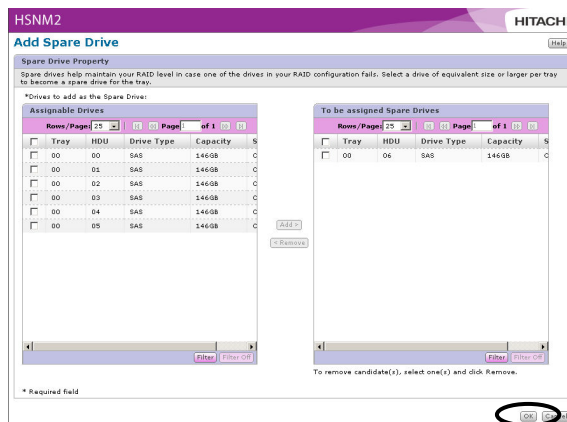 HSNM2
HITACHI
Add Spare Drive
Help
Spare Drive Property
Spare drives help maintain your RAID level in case one of the drives in your RAID configuration fails. Select a drive of equivalent size or larger per tray
to become a spare drive for the tray.
*Drives to add as the Spare Drive:
Assignable Drives
Rows/Page: 25 Page 1 of 1
Tray HDU Drive Type Capacity S
00 00 SAS 146GB C
00 01 SAS 146GB C
00 02 SAS 146GB C
00 03 SAS 146GB C
00 04 SAS 146GB C
00 05 SAS 146GB C
Filter Filter Off
Add >
< Remove
To be assigned Spare Drives
Rows/Page: 25 Page 1 of 1
Tray HDU Drive Type Capacity S
00 06 SAS 146GB C
Filter Filter Off
To remove candidate(s), select one(s) and click Remove.
* Required field
OK Cancel